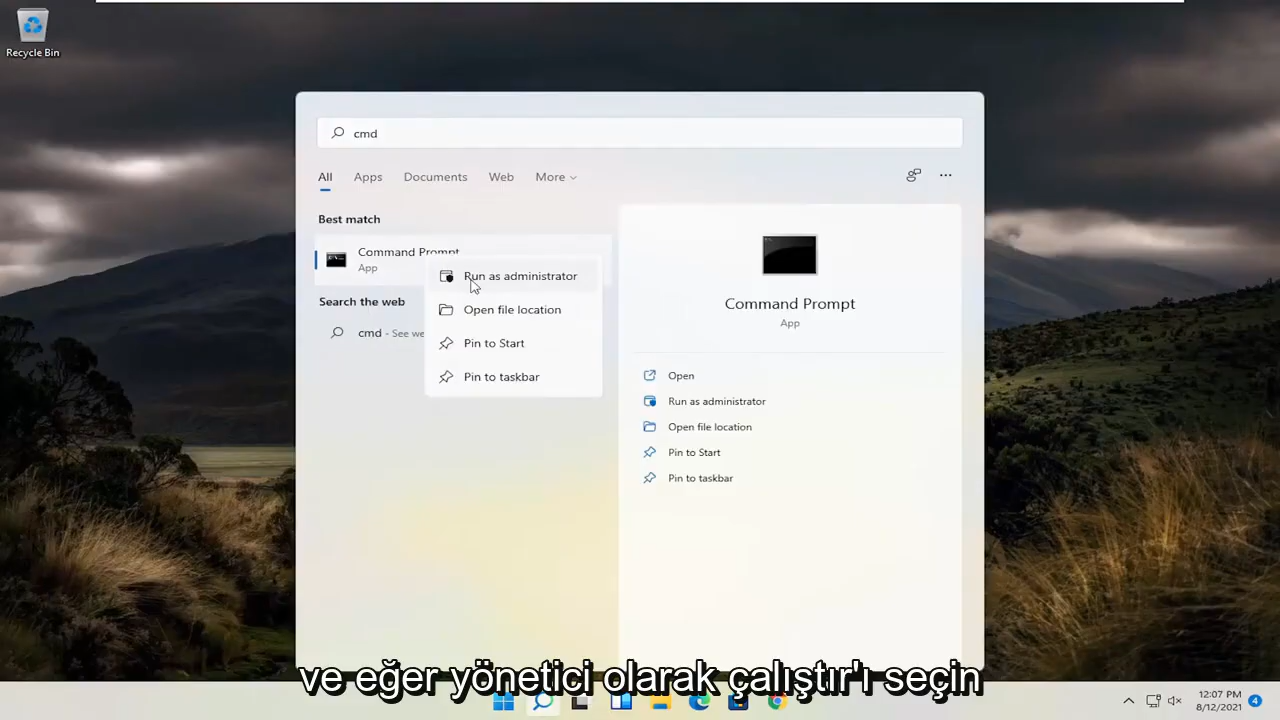 Recycle Bin
cmd
All Apps Documents Web More
Best match
Command Prompt
App
Run as administrator
Open file location
Pin to Start
Pin to taskbar
Search the web
cmd - See we
Command Prompt
App
Open
Run as administrator
Open file location
Pin to Start
Pin to taskbar
ve eğer yönetici olarak çalıştır'ı seçin
12:07 PM
8/12/2021
4